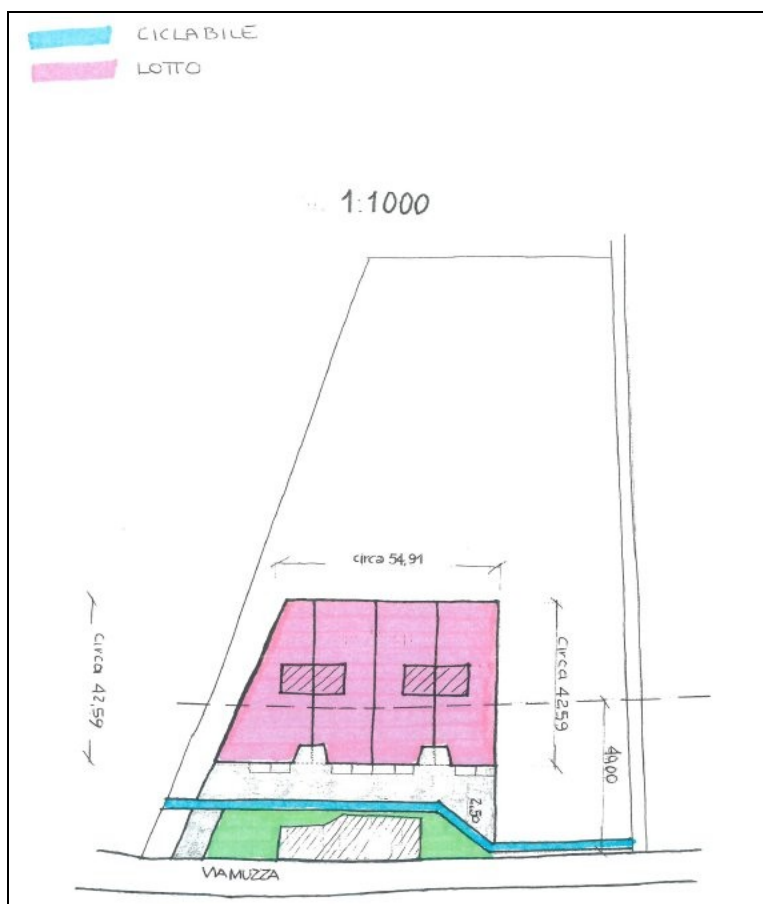 CICLABILE
LOTTO
1:1000
circa 54,91
circa 42,59
circa 42,59
49,00
2,50
VIA MUZZA